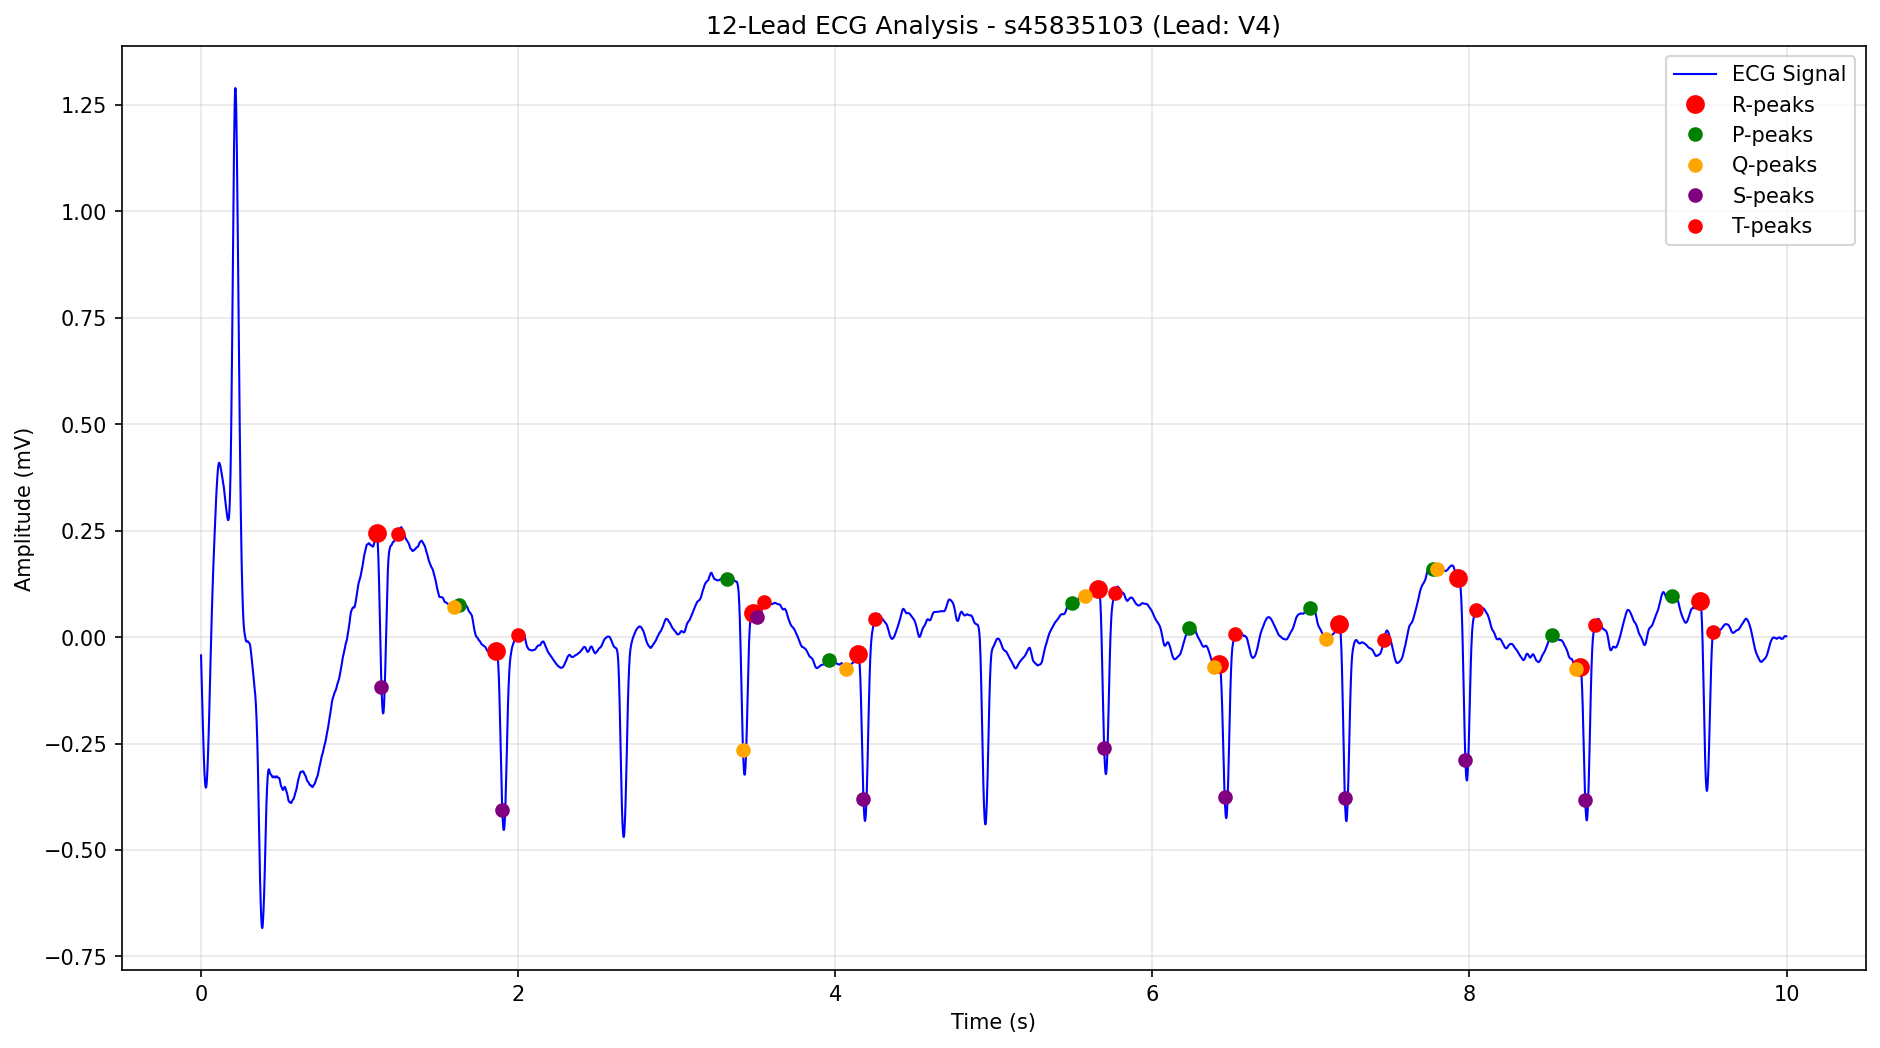 12-Lead ECG Analysis - s45835103 (Lead: V4)
ECG Signal
R-peaks
P-peaks
Q-peaks
S-peaks
T-peaks
Amplitude (mV)
1.25
1.00
0.75
0.50
0.25
0.00
−0.25
−0.50
−0.75
0 2 4 6 8 10
Time (s)